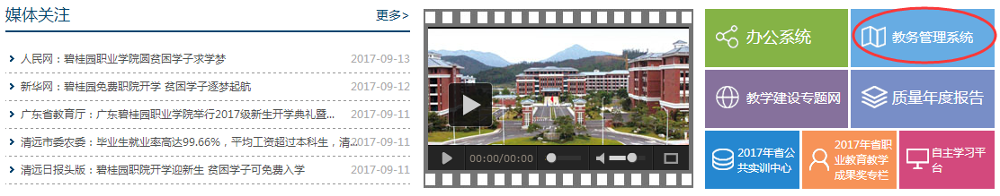 媒体关注
更多>
人民网：碧桂园职业学院圆贫困学子求学梦 2017-09-13
新华网：碧桂园免费职院开学 贫困学子逐梦起航 2017-09-12
广东省教育厅：广东碧桂园职业学院举行2017级新生开学典礼暨... 2017-09-11
清远市委农委：毕业生就业率高达99.66%，平均工资超过本科生，清... 2017-09-11
清远日报头版：碧桂园职院开学迎新生 贫困学子可免费入学 2017-09-11
00:00/00:00
办公系统
教务管理系统
教学建设专题网
质量年度报告
2017年省公
共实训中心
2017年省职
业教育教学
成果奖专栏
自主学习平
台